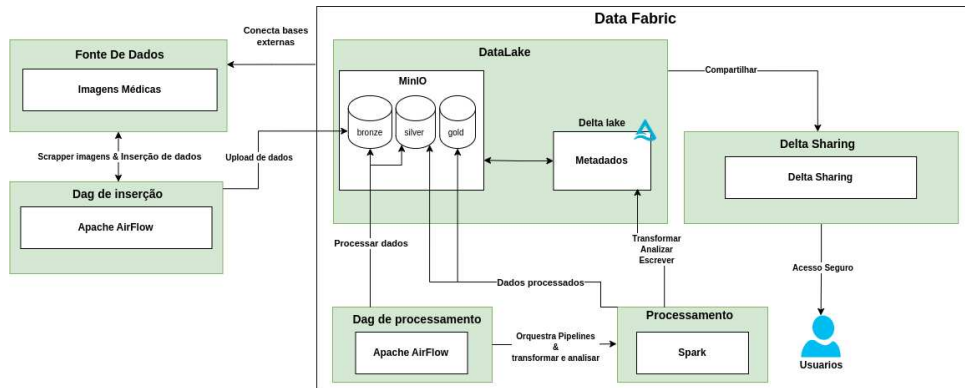 Data Fabric
Conecta bases
externas
Fonte De Dados
Imagens Médicas
DataLake
MinIO
bronze
silver
gold
Delta lake
Metadados
Compartilhar
Delta Sharing
Delta Sharing
Scrapper imagens & Inserção de dados
Upload de dados
Dag de inserção
Apache AirFlow
Processar dados
Transformar
Analizar
Escrever
Acesso Seguro
Dados processados
Dag de processamento
Apache AirFlow
Orquestra Pipelines
&
transformar e analisar
Processamento
Spark
Usuarios